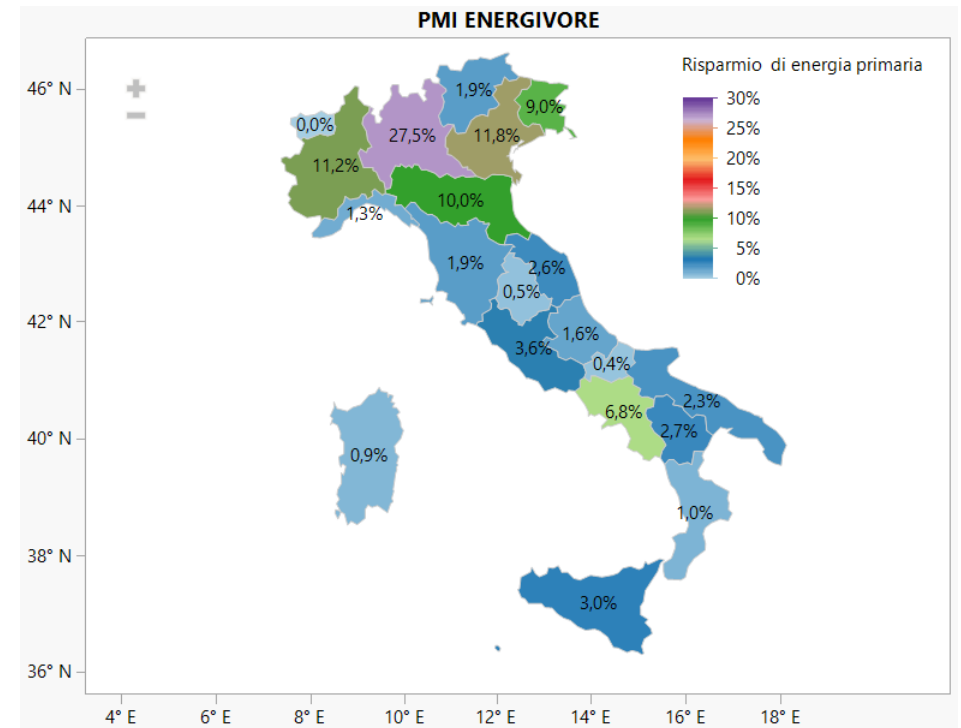 PMI ENERGIVORE
Risparmio di energia primaria
30%
25%
20%
15%
10%
5%
0%
46° N
44° N
42° N
40° N
38° N
36° N
1,9%
9,0%
0,0%
27,5%
11,8%
11,2%
10,0%
1,3%
1,9%
2,6%
0,5%
1,6%
3,6%
0,4%
6,8%
2,3%
2,7%
0,9%
1,0%
3,0%
4° E
6° E
8° E
10° E
12° E
14° E
16° E
18° E